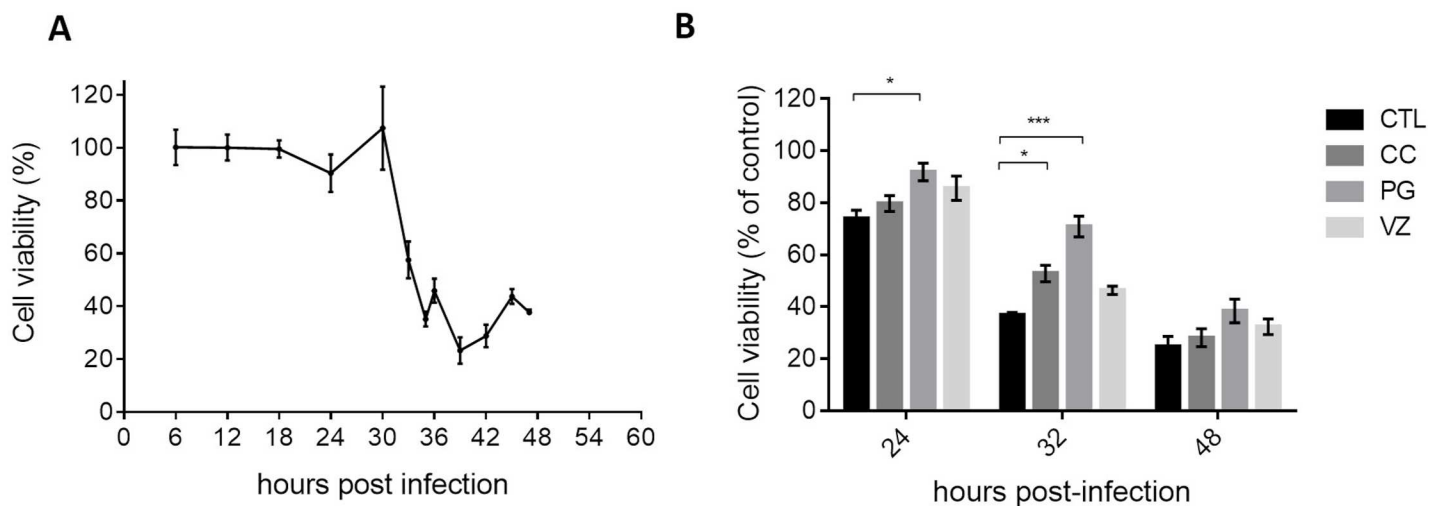 A
Cell viability (%)
120
100
80
60
40
20
0
0 6 12 18 24 30 36 42 48 54 60
hours post infection
B
Cell viability (% of control)
120
100
80
60
40
20
0
*
***
*
24 32 48
hours post-infection
CTL
CC
PG
VZ